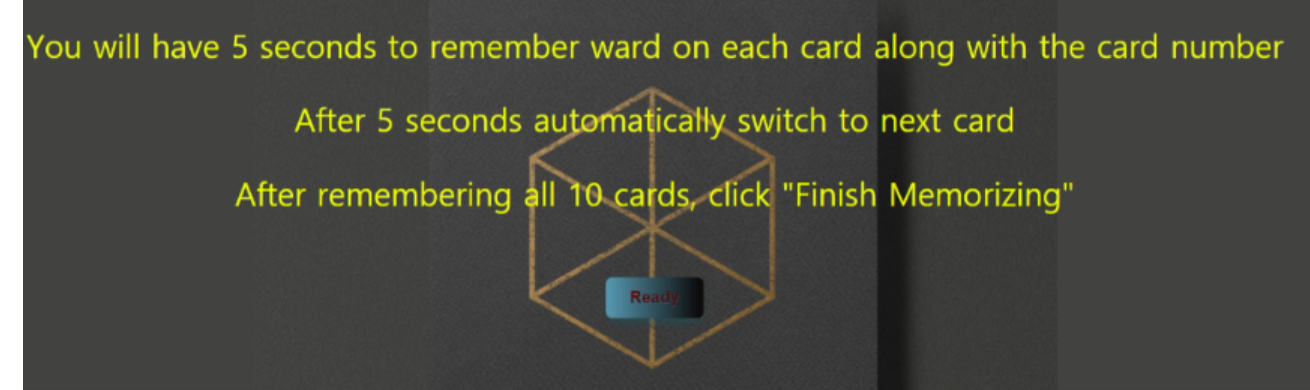 You will have 5 seconds to remember ward on each card along with the card number
After 5 seconds automatically switch to next card
After remembering all 10 cards, click "Finish Memorizing"
Ready